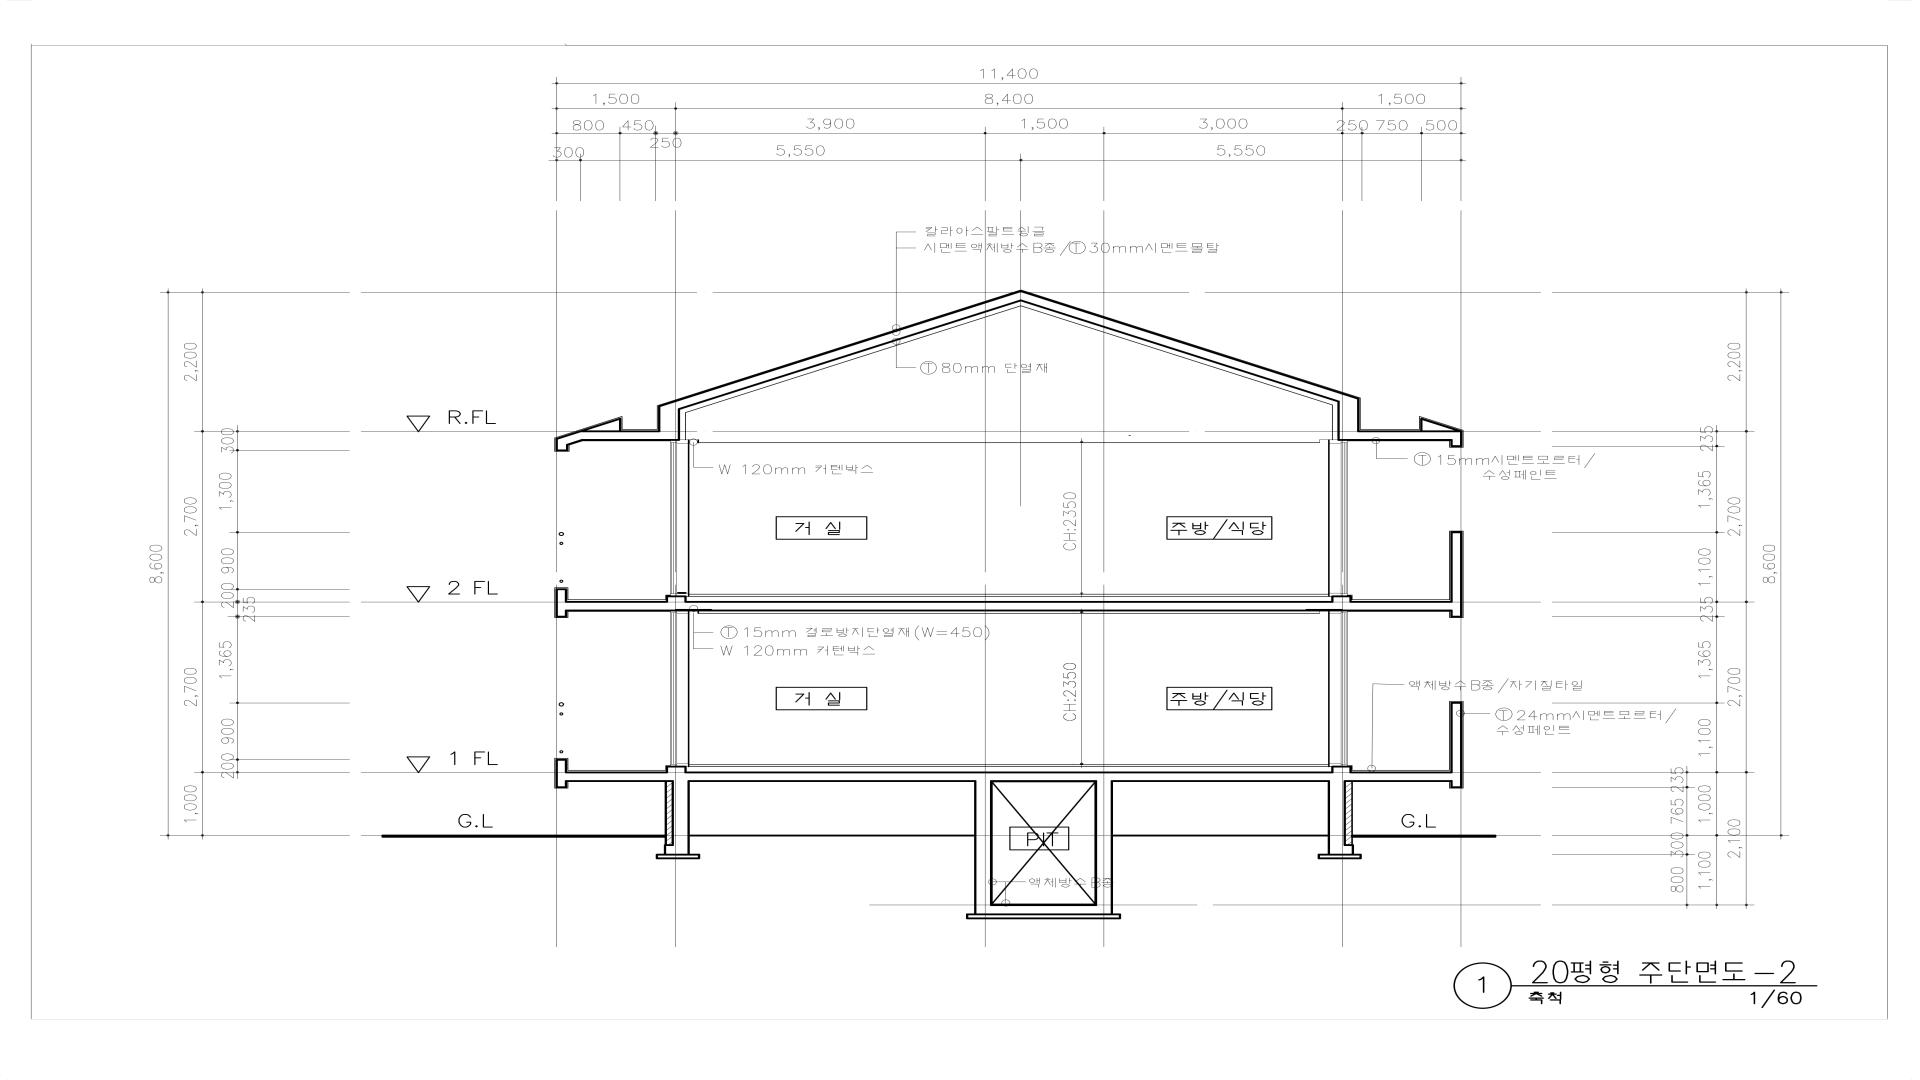 11,400
1,500
8,400
1,500
800
450
3,900
1,500
3,000
250
750
500
250
300
5,550
5,550
칼라아스팔트슁글
시멘트액체방수B종/Ⓣ30mm시멘트몰탈
Ⓣ80mm 단열재
R.FL
W 120mm 커텐박스
Ⓣ 15mm시멘트모르터/
수성페인트
거 실
주방/식당
CH:2350
2 FL
Ⓣ 15mm 결로방지단열재(W=450)
W 120mm 커텐박스
거 실
주방/식당
CH:2350
액체방수B종/자기질타일
Ⓣ24mm시멘트모르터/
수성페인트
1 FL
G.L
G.L
PIT
액체방수B종
8,600
2,200
2,700
2,700
1,000
300
1,300
900
200
235
1,365
900
200
235
1,365
1,100
235
1,365
1,100
235
765
300
800
1,000
1,100
2,200
2,700
2,700
2,100
8,600
1
20평형 주단면도-2
축척
1/60